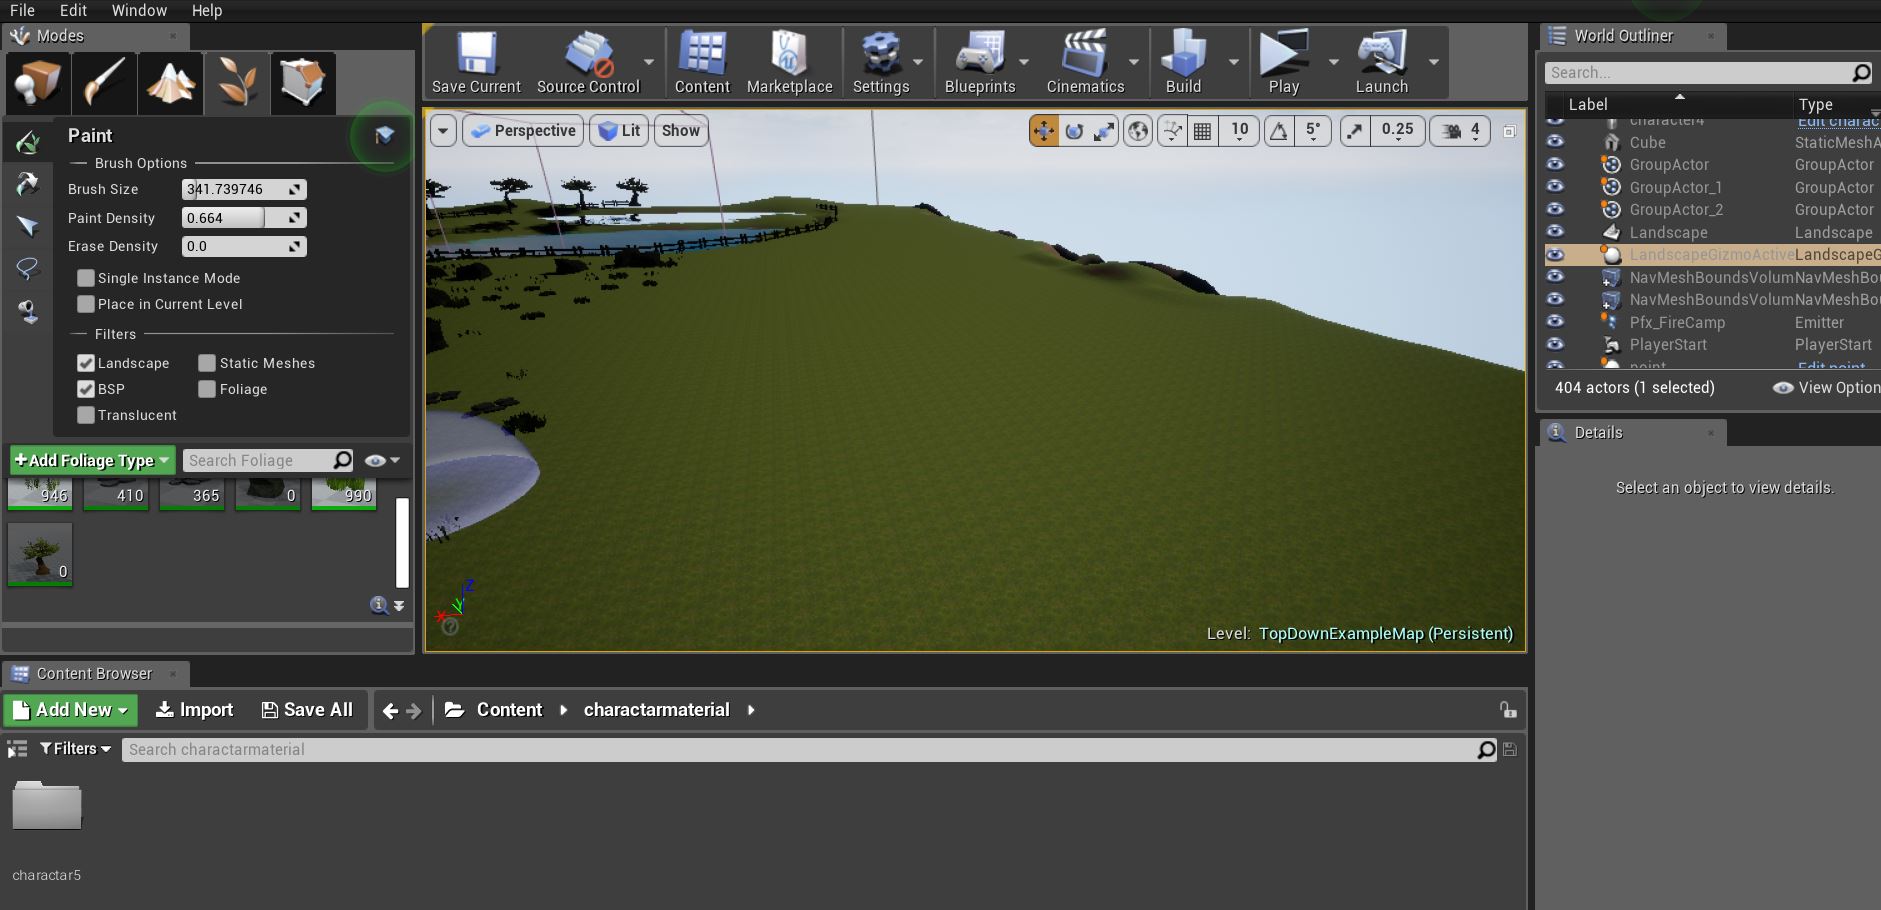 File Edit Window Help
Modes
Save Current Source Control Content Marketplace Settings Blueprints Cinematics Build Play Launch
Paint
Brush Options
Brush Size 341.739746
Paint Density 0.664
Erase Density 0.0
Single Instance Mode
Place in Current Level
Filters
Landscape Static Meshes
BSP Foliage
Translucent
+Add Foliage Type Search Foliage
946 410 365 0 990
0
Perspective Lit Show 10 5° 0.25 4
X Y Z
Level: TopDownExampleMap (Persistent)
World Outliner
Search...
Label Type
character4 Edit charac
Cube StaticMeshA
GroupActor GroupActor
GroupActor_1 GroupActor
GroupActor_2 GroupActor
Landscape Landscape
LandscapeGizmoActive LandscapeG
NavMeshBoundsVolum NavMeshBo
NavMeshBoundsVolum NavMeshBo
Pfx_FireCamp Emitter
PlayerStart PlayerStart
point Edit point
404 actors (1 selected) View Option
Details
Select an object to view details.
Content Browser
Add New Import Save All Content charactarmaterial
Filters Search charactarmaterial
charactar5